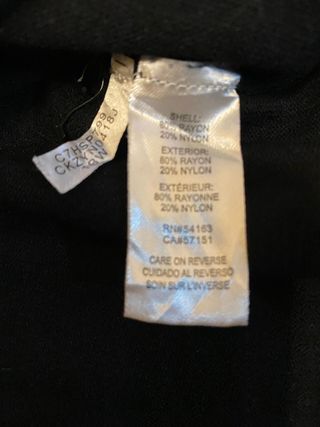 SHELL:
80% RAYON
20% NYLON
EXTERIOR:
80% RAYON
20% NYLON
EXTÉRIEUR:
80% RAYONNE
20% NYLON
RN#54163
CA#57151
CARE ON REVERSE
CUIDADO AL REVERSO
SOIN SUR L'INVERSE